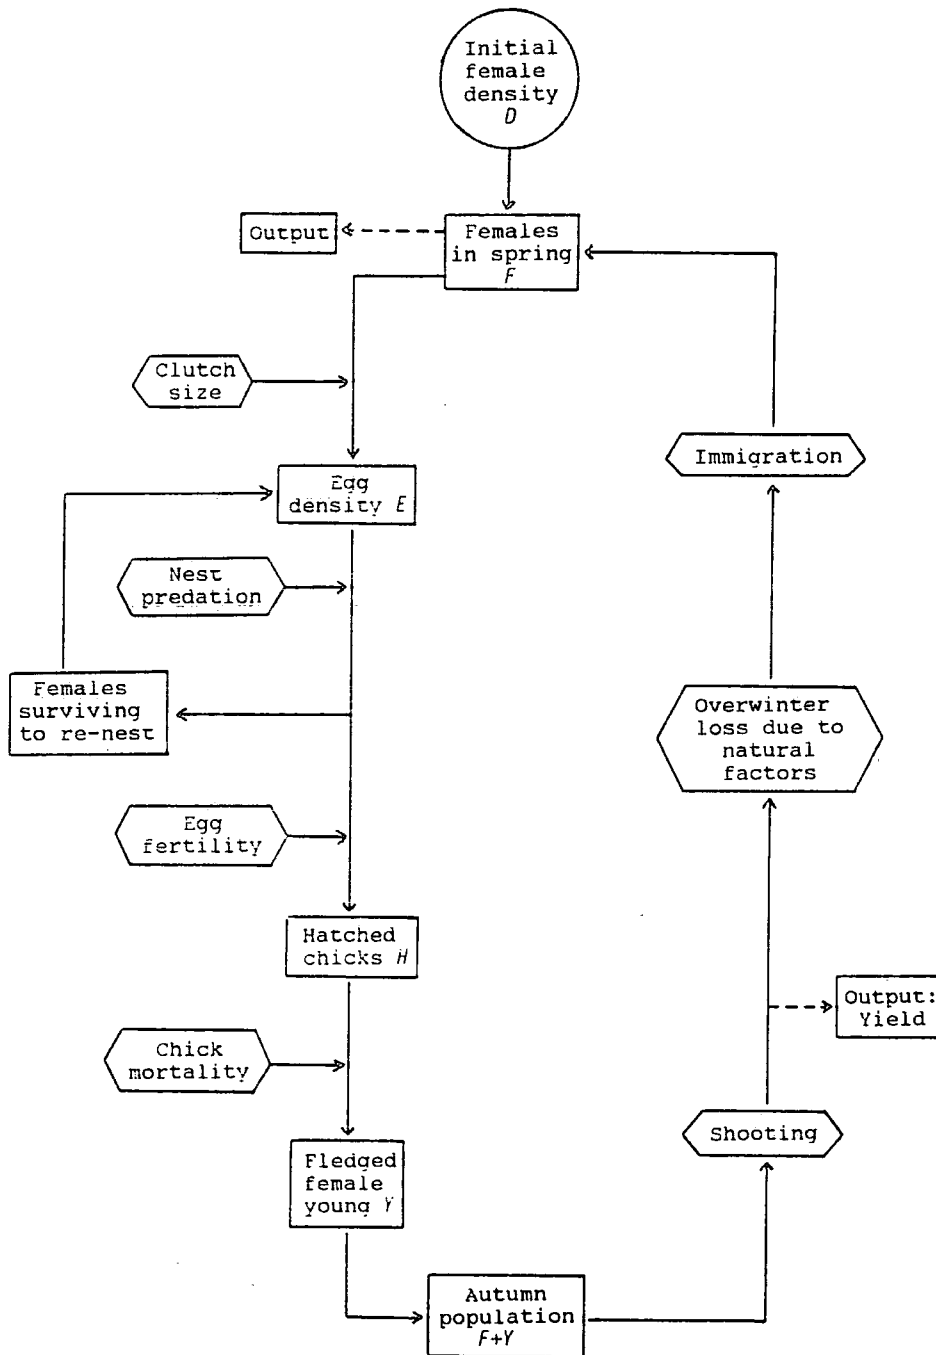 Initial
female
density
D
Output
Females
in spring
F
Clutch
size
Immigration
Egg
density E
Nest
predation
Females
surviving
to re-nest
Overwinter
loss due to
natural
factors
Egg
fertility
Hatched
chicks H
Output:
Yield
Chick
mortality
Shooting
Fledged
female
young Y
Autumn
population
F+Y